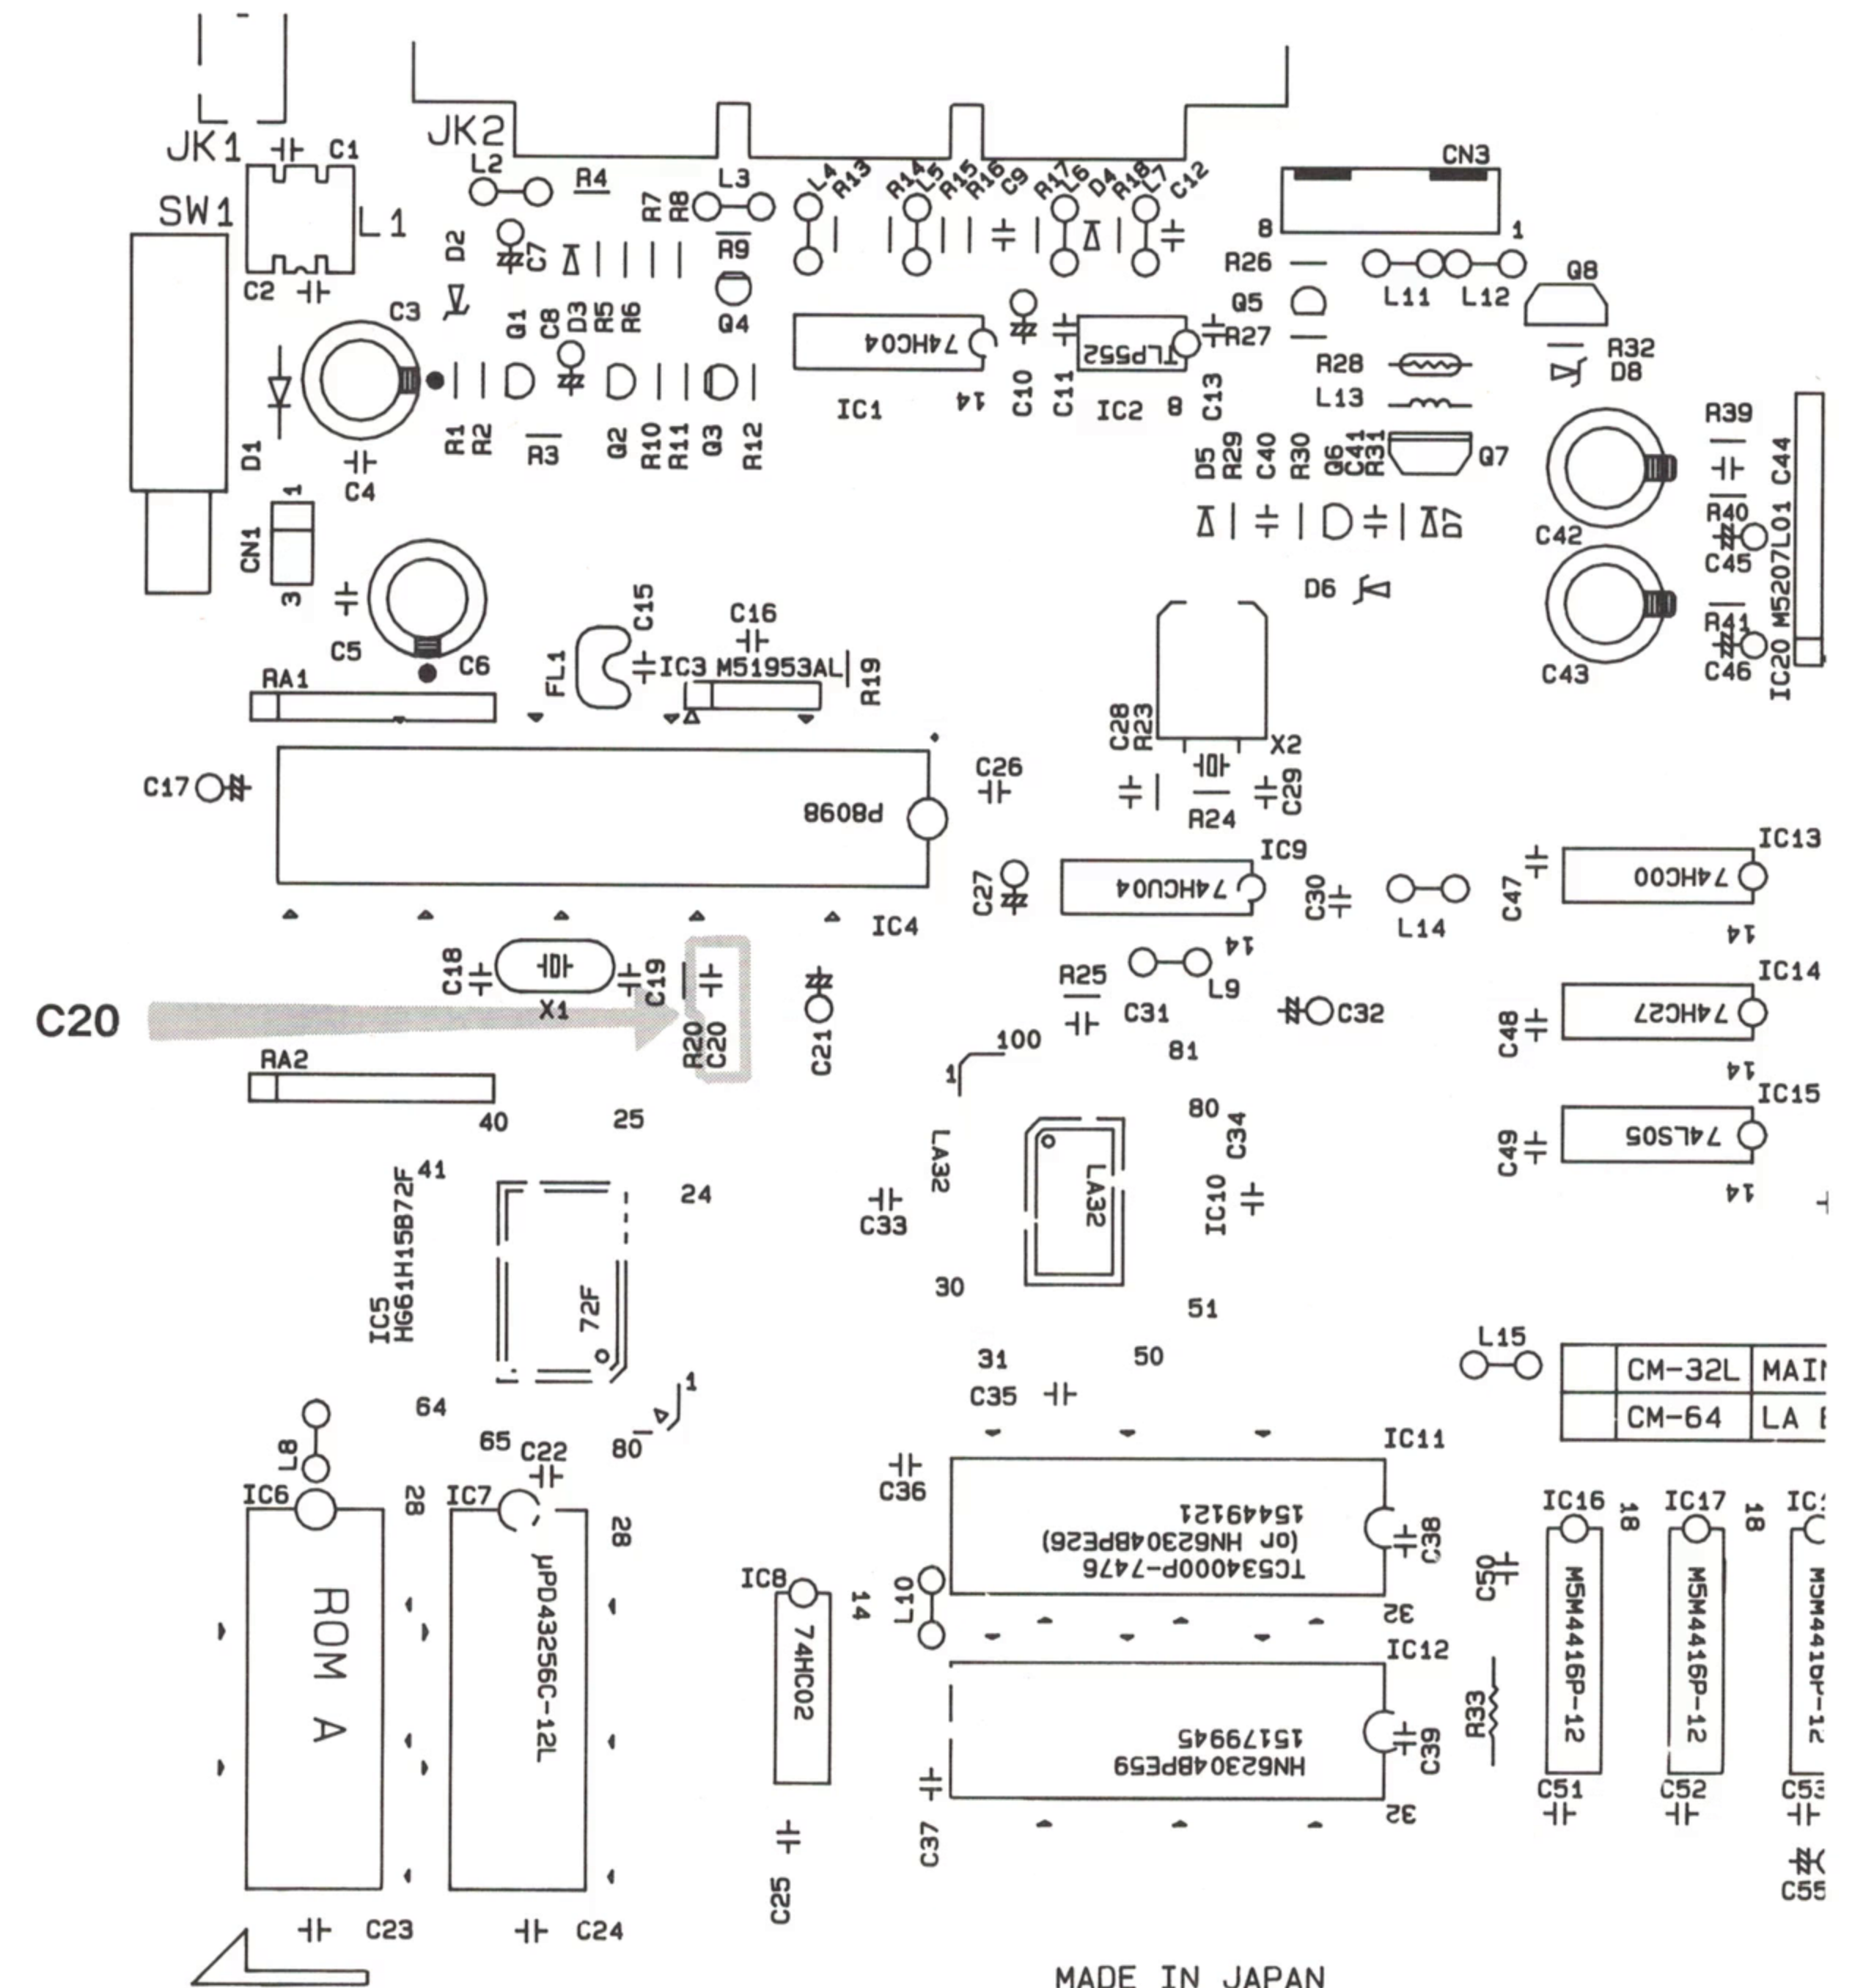 JK1
C1
JK2
L2
R4
L3
L4
R13
R14
L5
R15
R16
C9
R17
L6
D4
R18
L7
C12
CN3
SW1
L1
R7
R8
8
1
D2
C7
R9
R26
Q8
C2
L11
L12
C3
Q1
C8
D3
R5
R6
Q4
Q5
74HC04
TLP552
R27
R32
R28
D8
IC1
14
C10
C11
IC2
8
C13
L13
R39
D1
R1
R2
R3
Q2
R10
R11
Q3
R12
D5
R29
C40
R30
Q6
C41
R31
Q7
C4
1
CN1
3
D7
C42
R40
C45
IC20 M5207L01 C44
D6
C15
C16
C5
C6
FL1
IC3 M51953AL
R19
R41
C46
C43
RA1
C28
R23
X2
C17
C26
P8098
C29
R24
IC13
IC9
74HC00
C27
74HCU04
C30
C47
IC4
L14
14
14
C18
C19
R25
IC14
X1
L9
C20
C31
C32
74HC27
C48
R20
C20
C21
100
81
RA2
1
14
IC15
40
25
80
C34
74LS05
C49
LA32
LA32
41
24
IC10
14
C33
IC5
HG61H15B72F
72F
30
51
L15
31
50
CM-32L
MAIN
1
C35
CM-64
LA
64
65
C22
80
L8
IC11
C36
IC6
28
IC7
28
15449121
(or HN62304BPE26)
TC534000P-7476
C38
IC16
18
IC17
18
C50
IC8
14
L10
32
ROM A
µPD43256C-12L
74HC02
IC12
M5M4416P-12
M5M4416P-12
M5M4416P-12
R33
15179945
HN62304BPE59
C39
C51
C52
C53
32
C37
C25
C55
C23
C24
MADE IN JAPAN